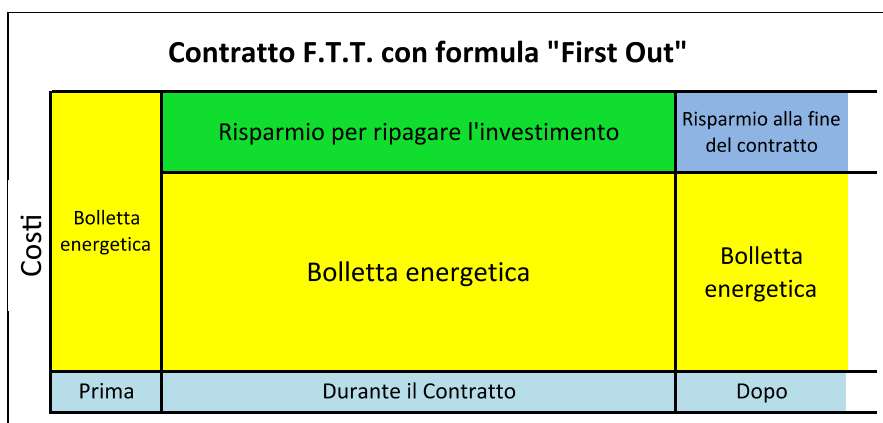 Contratto F.T.T. con formula "First Out"
Risparmio per ripagare l'investimento
Risparmio alla fine
del contratto
Costi
Bolletta
energetica
Bolletta energetica
Bolletta
energetica
Prima
Durante il Contratto
Dopo